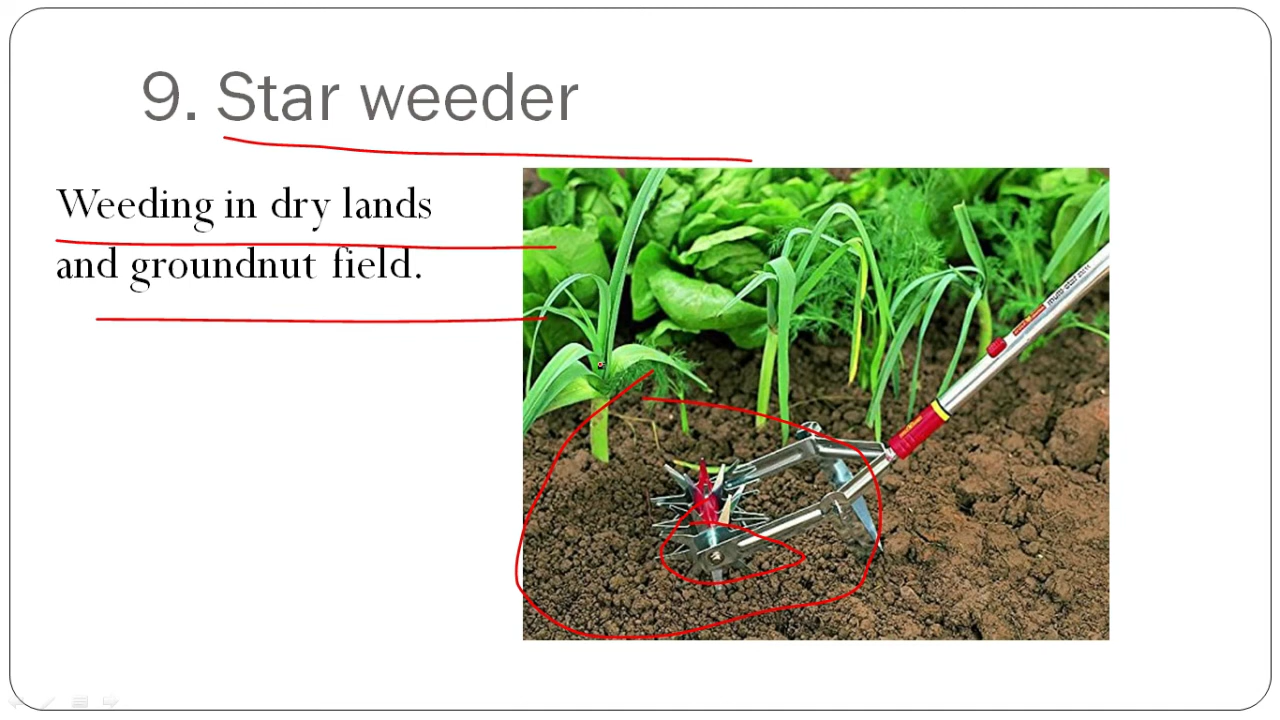 9. Star weeder
Weeding in dry lands
and groundnut field.